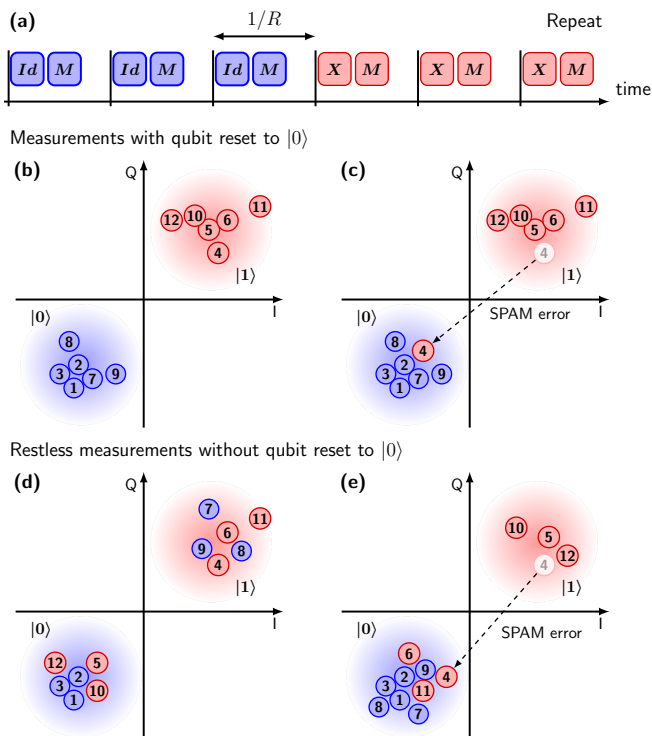 (a) 1/R Repeat
Id M Id M Id M X M X M X M
time
Measurements with qubit reset to |0⟩
(b) Q (c) Q
12 10 5 6 11 4 12 10 5 6 11 4
|1⟩ |1⟩
|0⟩ I |0⟩ SPAM error I
8 2 3 7 9 1 8 4 2 3 7 9 1
Restless measurements without qubit reset to |0⟩
(d) Q (e) Q
7 11 6 9 8 4 10 5 12 4
|1⟩ |1⟩
|0⟩ I |0⟩ SPAM error I
12 5 2 3 10 1 6 9 4 2 3 11 1 8 7